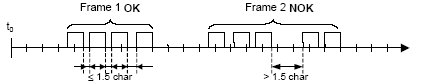 Frame 1 OK
Frame 2 NOK
t0
≤ 1.5 char
> 1.5 char